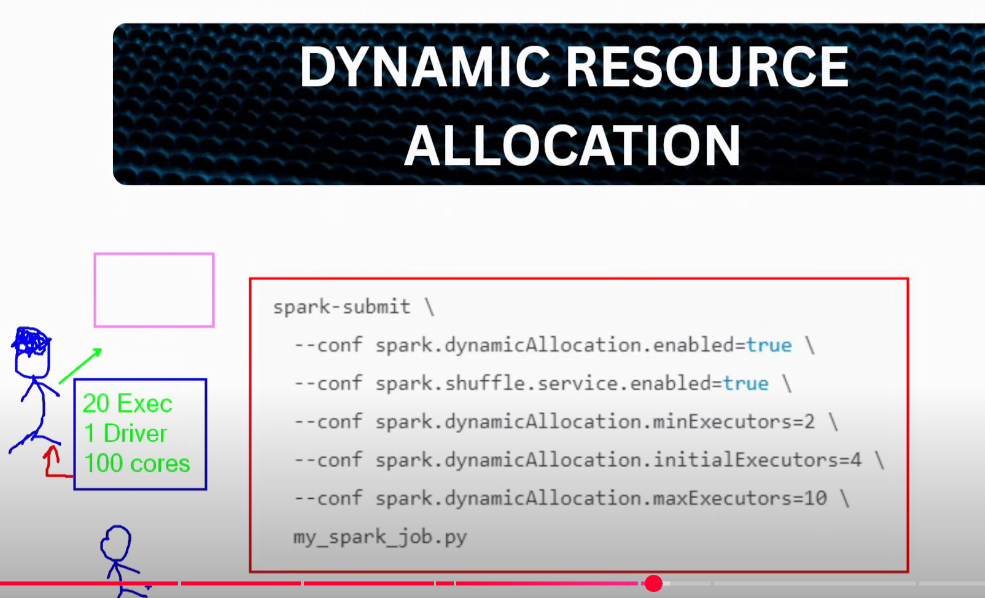 DYNAMIC RESOURCE
ALLOCATION
20 Exec
1 Driver
100 cores
spark-submit \
--conf spark.dynamicAllocation.enabled=true \
--conf spark.shuffle.service.enabled=true \
--conf spark.dynamicAllocation.minExecutors=2 \
--conf spark.dynamicAllocation.initialExecutors=4 \
--conf spark.dynamicAllocation.maxExecutors=10 \
my_spark_job.py